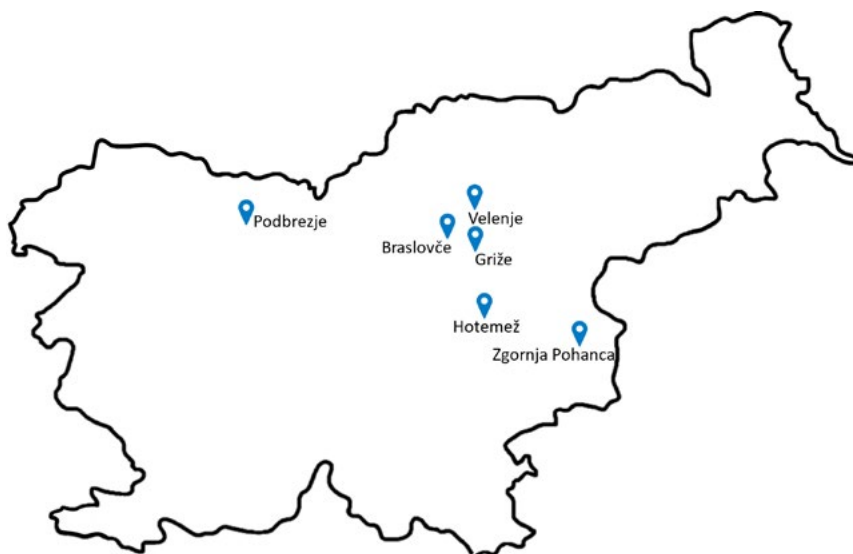 Velenje
Podbrezje
Braslovče
Griže
Hotemež
Zgornja Pohanca